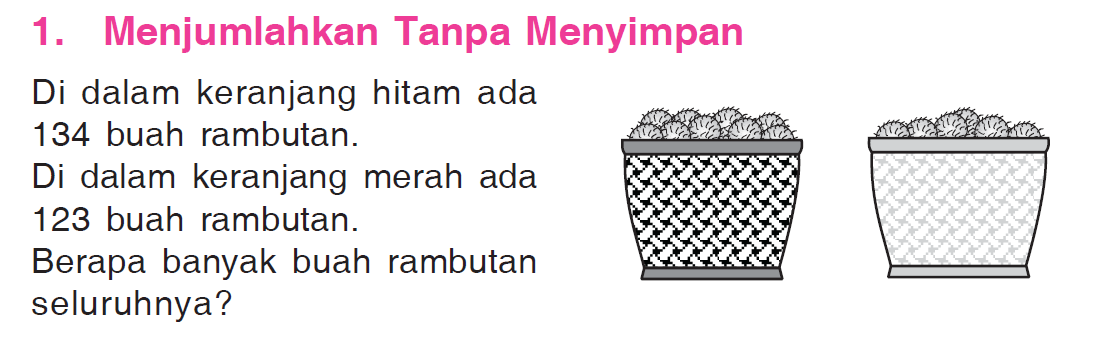 1. Menjumlahkan Tanpa Menyimpan
Di dalam keranjang hitam ada
134 buah rambutan.
Di dalam keranjang merah ada
123 buah rambutan.
Berapa banyak buah rambutan
seluruhnya?